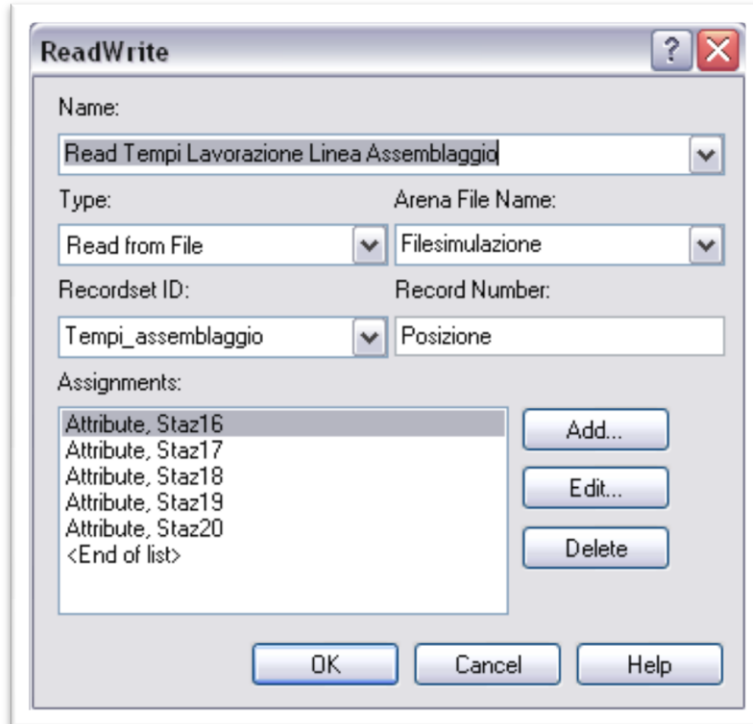 ReadWrite
Name:
Read Tempi Lavorazione Linea Assemblaggio
Type: Arena File Name:
Read from File Filesimulazione
Recordset ID: Record Number:
Tempi_assemblaggio Posizione
Assignments:
Attribute, Staz16
Attribute, Staz17
Attribute, Staz18
Attribute, Staz19
Attribute, Staz20
<End of list>
Add...
Edit...
Delete
OK Cancel Help